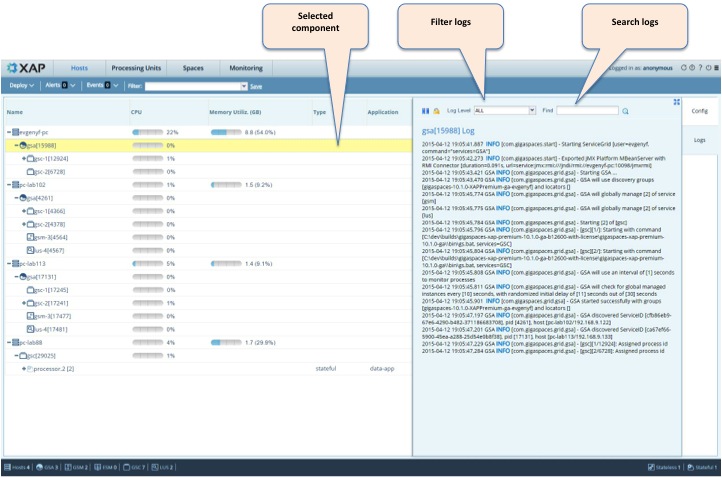 Selected
component
Filter logs
Search logs
XAP
Hosts
Processing Units
Spaces
Monitoring
Logged in as: anonymous
Deploy
Alerts 0
Events 0
Filter:
Save
Name
CPU
Memory Utiliz. (GB)
Type
Application
evgenyf-pc
22%
8.8 (54.0%)
gsa[15988]
0%
gsc-1[12924]
1%
gsc-2[6728]
0%
pc-lab102
1%
1.5 (9.2%)
gsa[4261]
0%
gsc-1[4366]
0%
gsc-2[4378]
0%
gsm-3[4564]
0%
lus-4[4567]
0%
pc-lab113
5%
1.4 (9.1%)
gsa[17131]
0%
gsc-1[17245]
0%
gsc-2[17241]
1%
gsm-3[17477]
0%
lus-4[17481]
0%
pc-lab88
4%
1.7 (29.9%)
gsc[29025]
1%
processor.2 [2]
stateful
data-app
Log Level
ALL
Find
Config
Logs
gsa[15988] Log
2015-04-12 19:05:41.887 INFO [com.gigaspaces.start] - Starting ServiceGrid [user=evgenyf,
command="services=GSA"]
2015-04-12 19:05:42.273 INFO [com.gigaspaces.start] - Exported JMX Platform MBeanServer with
RMI Connector [duration=0.091s, url=service:jmx:rmi:///jndi/rmi://evgenyf-pc:10098/jmxrmi]
2015-04-12 19:05:43.421 GSA INFO [com.gigaspaces.grid.gsa] - Starting GSA ...
2015-04-12 19:05:43.470 GSA INFO [com.gigaspaces.grid.gsa] - GSA will use discovery groups
[gigaspaces-10.1.0-XAPPremium-ga-evgenyf] and locators []
2015-04-12 19:05:45.774 GSA INFO [com.gigaspaces.grid.gsa] - GSA will globally manage [2] of service
[gsm]
2015-04-12 19:05:45.775 GSA INFO [com.gigaspaces.grid.gsa] - GSA will globally manage [2] of service
[lus]
2015-04-12 19:05:45.784 GSA INFO [com.gigaspaces.grid.gsa] - Starting [2] of [gsc]
2015-04-12 19:05:45.796 GSA INFO [com.gigaspaces.grid.gsa] - [gsc][1/]: Starting with command
[C:\dev\builds\gigaspaces-xap-premium-10.1.0-ga-b12600-with-license\gigaspaces-xap-premium-
10.1.0-ga\bin\gs.bat, services=GSC]
2015-04-12 19:05:45.804 GSA INFO [com.gigaspaces.grid.gsa] - [gsc][2/]: Starting with command
[C:\dev\builds\gigaspaces-xap-premium-10.1.0-ga-b12600-with-license\gigaspaces-xap-premium-
10.1.0-ga\bin\gs.bat, services=GSC]
2015-04-12 19:05:45.808 GSA INFO [com.gigaspaces.grid.gsa] - GSA will use an interval of [1] seconds
to monitor processes
2015-04-12 19:05:45.811 GSA INFO [com.gigaspaces.grid.gsa] - GSA will check for global managed
instances every [10] seconds, with randomized initial delay of [11] seconds out of [30] seconds
2015-04-12 19:05:45.901 INFO [com.gigaspaces.grid.gsa] - GSA started successfully with groups
[gigaspaces-10.1.0-XAPPremium-ga-evgenyf] and locators []
2015-04-12 19:05:47.197 GSA INFO [com.gigaspaces.grid.gsa] - GSA discovered ServiceID [cfb86eb9-
67e6-4290-b482-371186683708], pid [4261], host [pc-lab102/192.168.9.122]
2015-04-12 19:05:47.201 GSA INFO [com.gigaspaces.grid.gsa] - GSA discovered ServiceID [ca67ef66-
5900-45ea-a288-25d54e9b8f38], pid [17131], host [pc-lab113/192.168.9.133]
2015-04-12 19:05:47.229 GSA INFO [com.gigaspaces.grid.gsa] - [gsc][1/12924]: Assigned process id
2015-04-12 19:05:47.284 GSA INFO [com.gigaspaces.grid.gsa] - [gsc][2/6728]: Assigned process id
Hosts 4
GSA 3
GSM 2
ESM 0
GSC 7
LUS 2
Stateless 1
Stateful 1